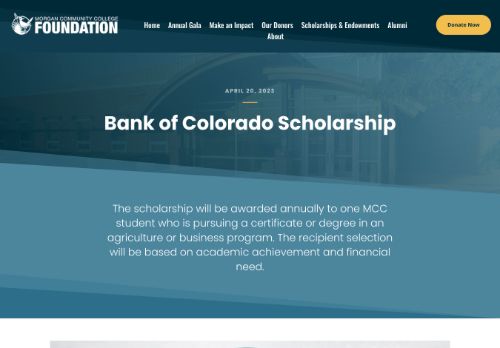 MORGAN COMMUNITY COLLEGE
FOUNDATION
Home Annual Gala Make an Impact Our Donors Scholarships & Endowments Alumni
About
Donate Now
APRIL 20, 2023
Bank of Colorado Scholarship
The scholarship will be awarded annually to one MCC
student who is pursuing a certificate or degree in an
agriculture or business program. The recipient selection
will be based on academic achievement and financial
need.